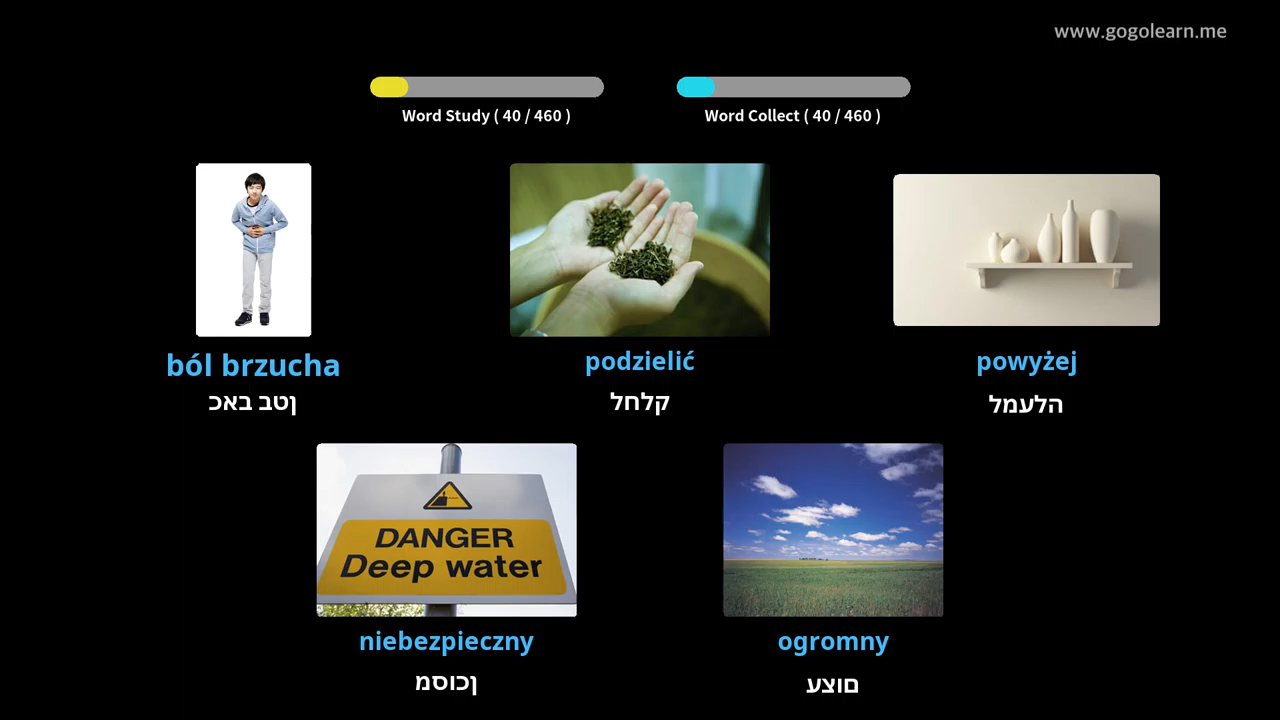 www.gogolearn.me
Word Study ( 40 / 460 )
Word Collect ( 40 / 460 )
ból brzucha
כאב בטן
podzielić
לחלק
powyżej
למעלה
DANGER
Deep water
niebezpieczny
מסוכן
ogromny
עצום